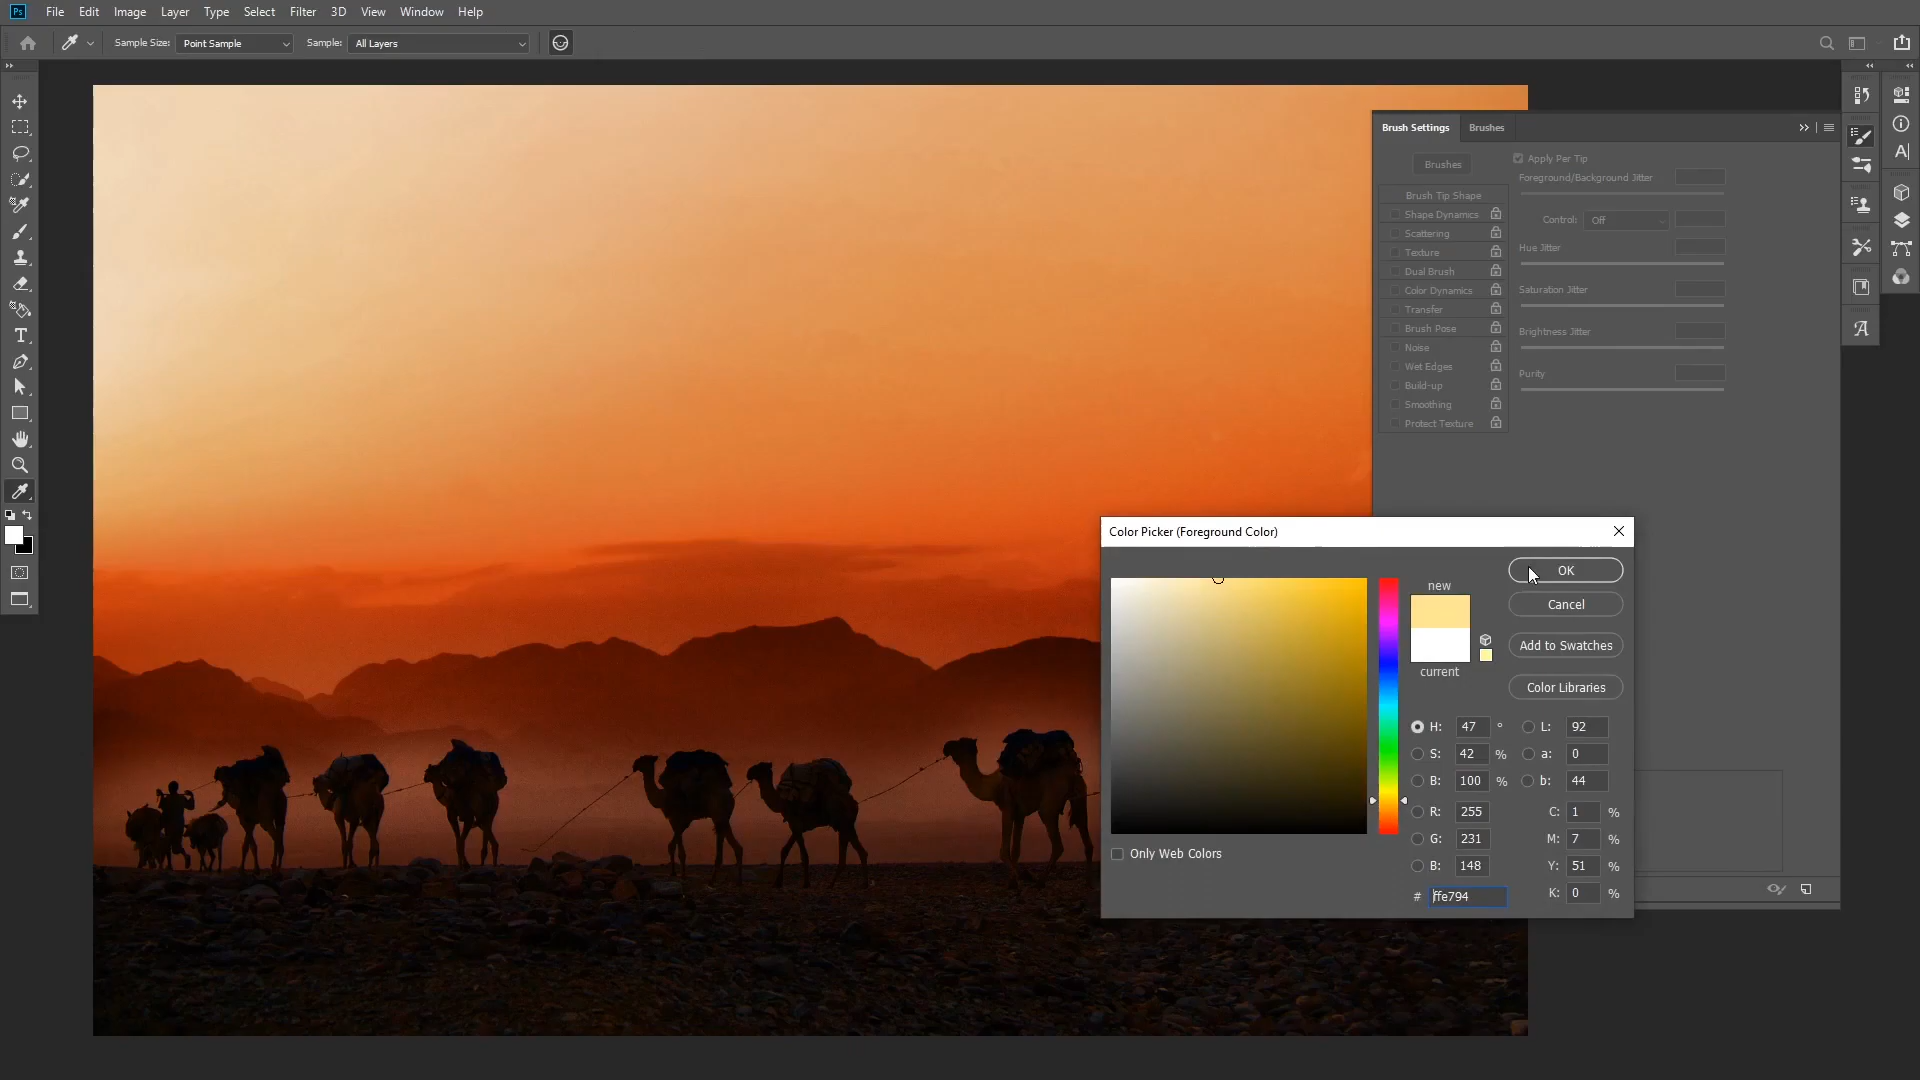 Ps File Edit Image Layer Type Select Filter 3D View Window Help
Sample Size: Point Sample Sample: All Layers
Brush Settings Brushes
Brushes
Apply Per Tip
Foreground/Background Jitter
Brush Tip Shape
Shape Dynamics
Control: Off
Scattering
Hue Jitter
Texture
Dual Brush
Color Dynamics
Saturation Jitter
Transfer
Brush Pose
Brightness Jitter
Noise
Wet Edges
Purity
Build-up
Smoothing
Protect Texture
Color Picker (Foreground Color)
new
OK
Cancel
Add to Swatches
current
Color Libraries
H: 47 ° L: 92
S: 42 % a: 0
B: 100 % b: 44
R: 255 C: 1 %
G: 231 M: 7 %
Only Web Colors
B: 148 Y: 51 %
# ffe794 K: 0 %